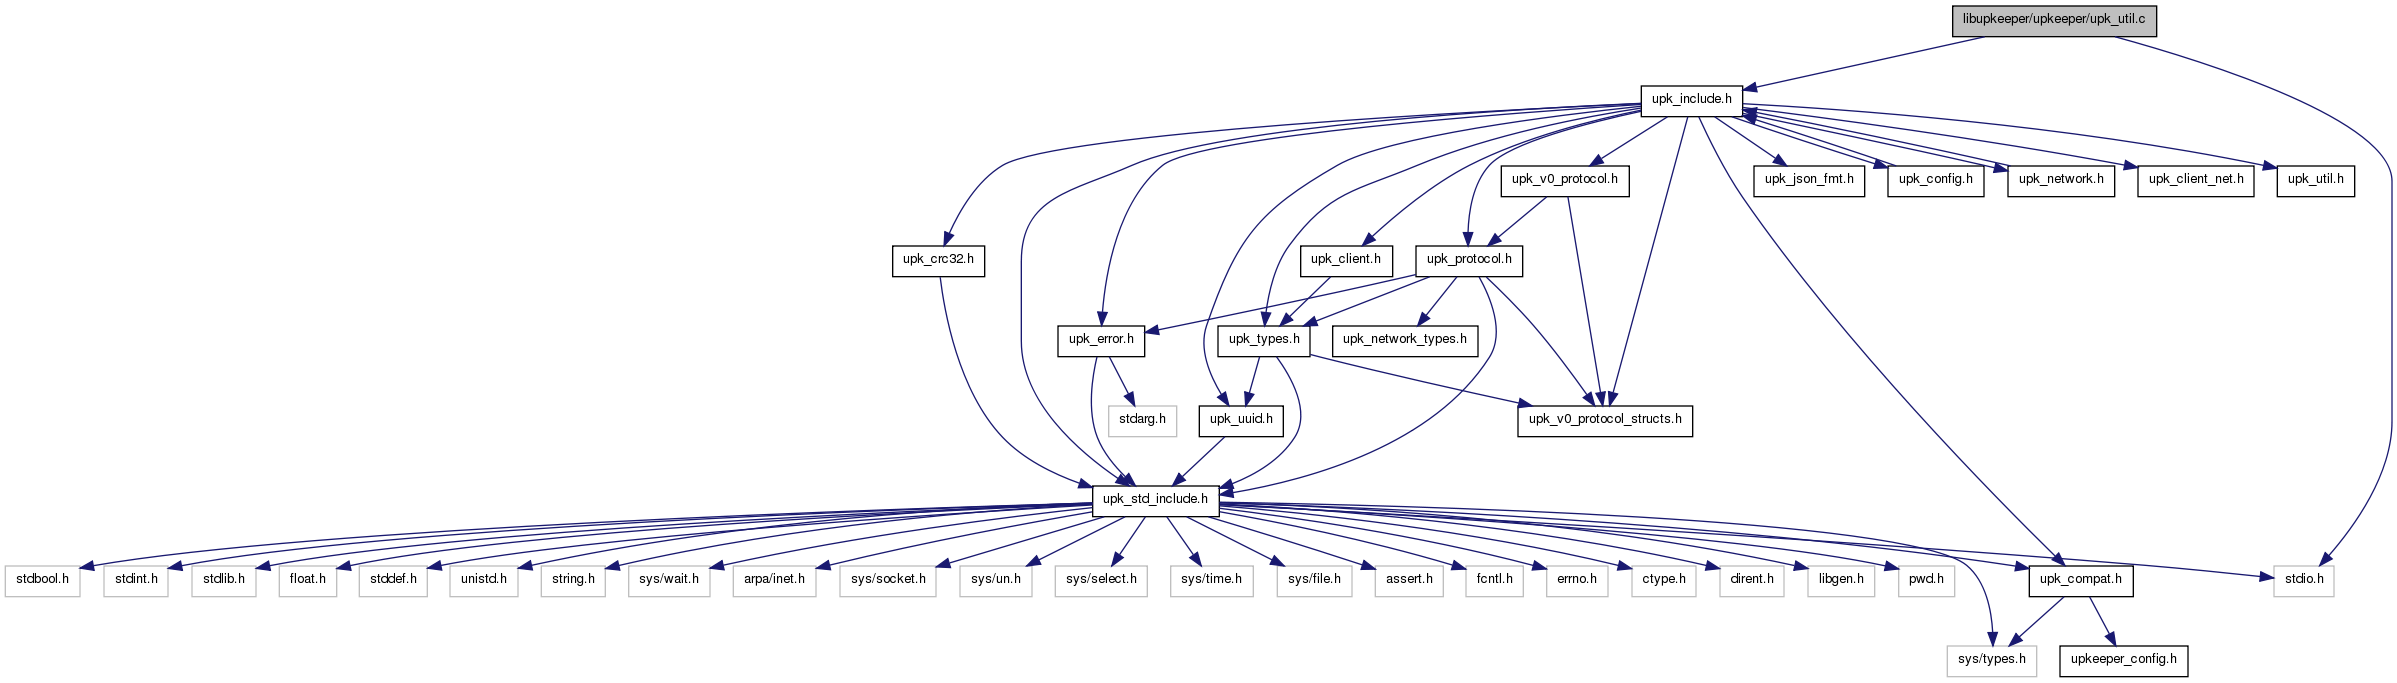 libupkeeper/upkeeper/upk_util.c
upk_include.h
upk_v0_protocol.h
upk_json_fmt.h
upk_config.h
upk_network.h
upk_client_net.h
upk_util.h
upk_crc32.h
upk_client.h
upk_protocol.h
upk_error.h
upk_types.h
upk_network_types.h
stdarg.h
upk_uuid.h
upk_v0_protocol_structs.h
upk_std_include.h
stdbool.h
stdint.h
stdlib.h
float.h
stddef.h
unistd.h
string.h
sys/wait.h
arpa/inet.h
sys/socket.h
sys/un.h
sys/select.h
sys/time.h
sys/file.h
assert.h
fcntl.h
errno.h
ctype.h
dirent.h
libgen.h
pwd.h
upk_compat.h
stdio.h
sys/types.h
upkeeper_config.h